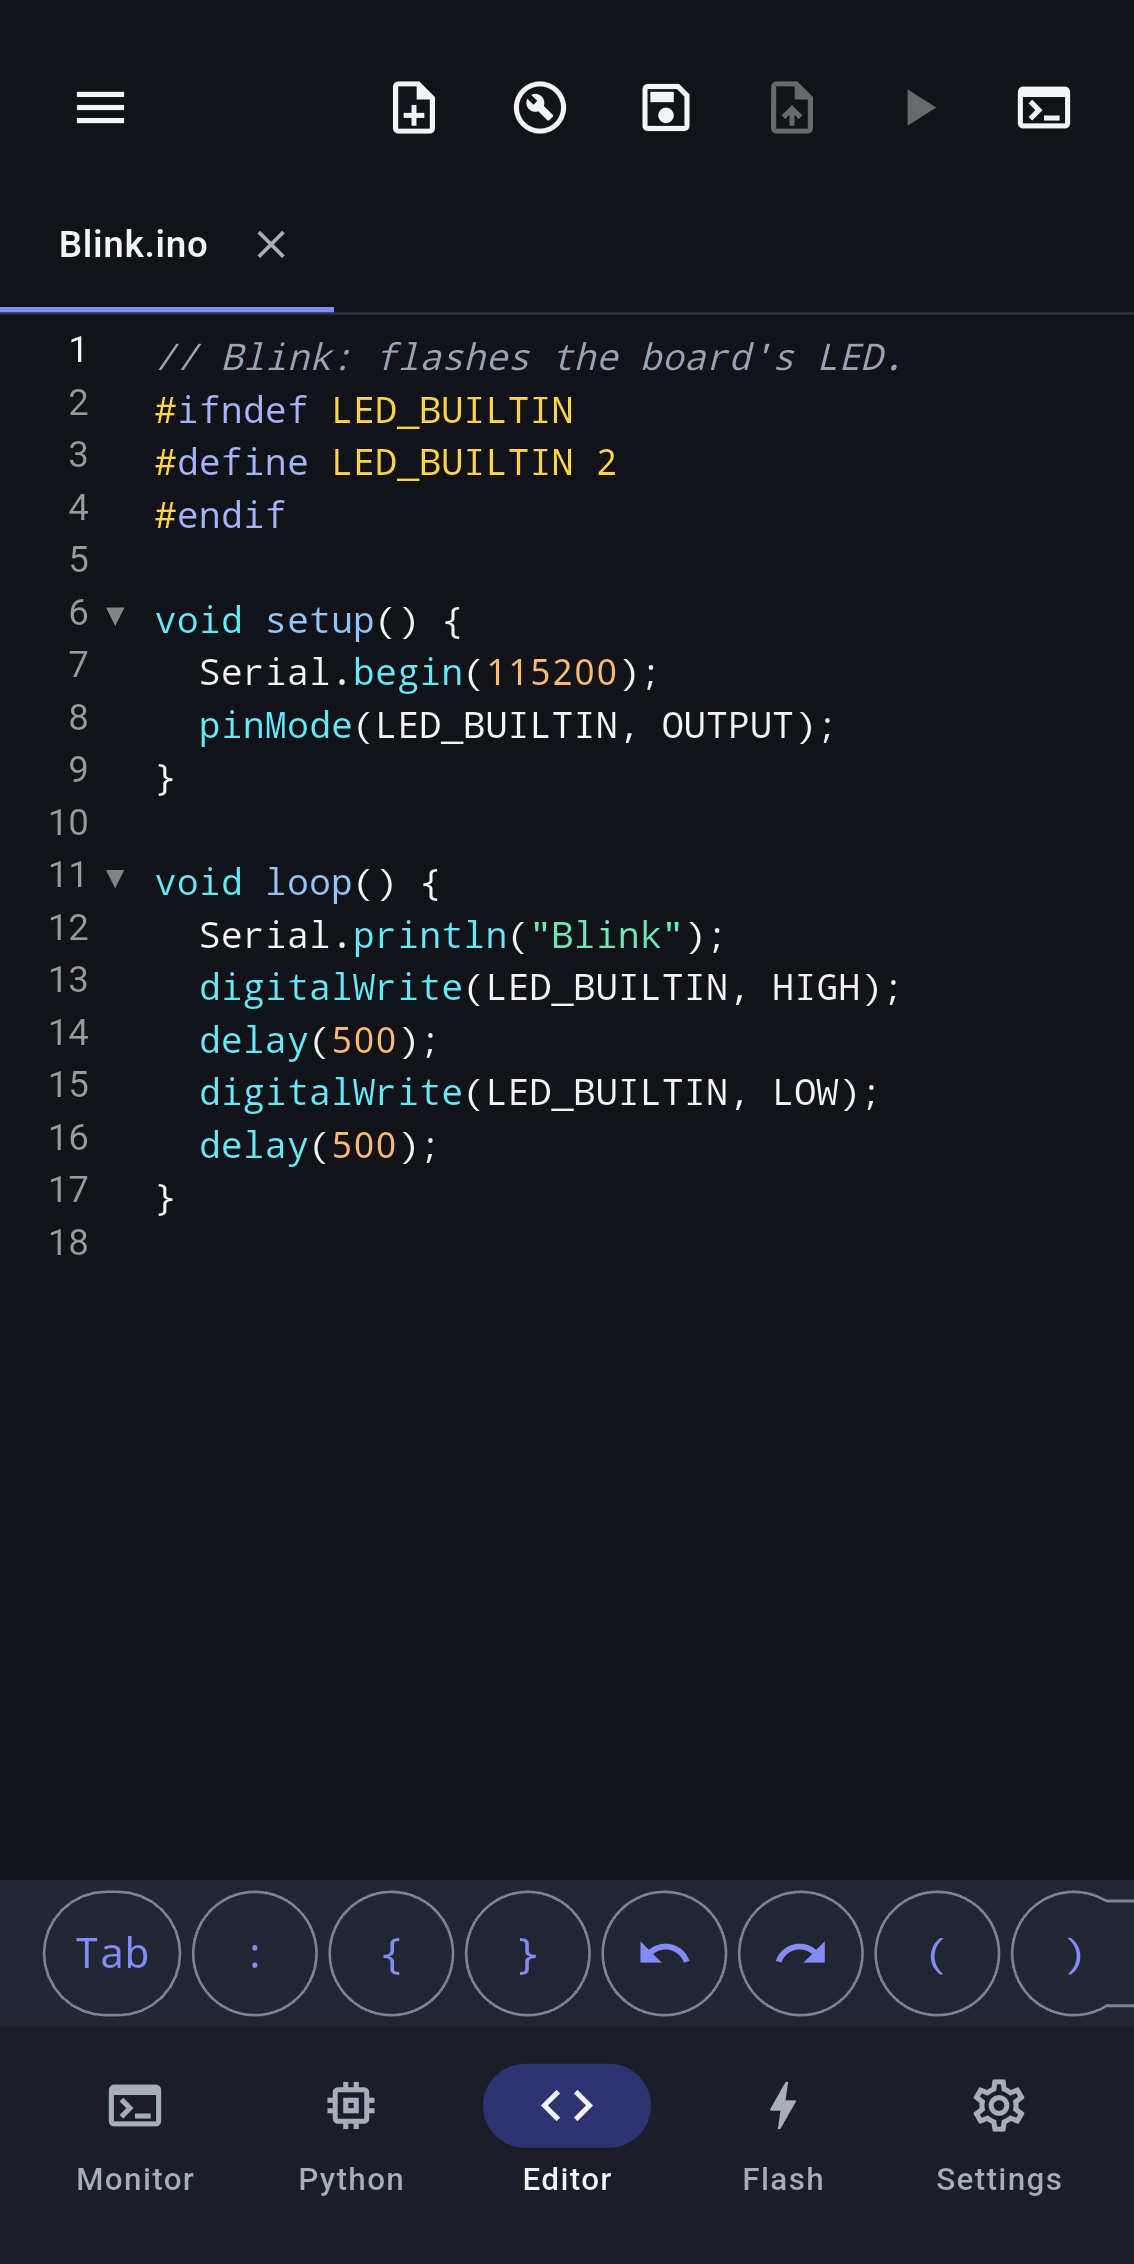 Blink.ino
1 // Blink: flashes the board's LED.
2 #ifndef LED_BUILTIN
3 #define LED_BUILTIN 2
4 #endif
5
6 void setup() {
7   Serial.begin(115200);
8   pinMode(LED_BUILTIN, OUTPUT);
9 }
10
11 void loop() {
12   Serial.println("Blink");
13   digitalWrite(LED_BUILTIN, HIGH);
14   delay(500);
15   digitalWrite(LED_BUILTIN, LOW);
16   delay(500);
17 }
18
Tab : { } ( )
Monitor Python Editor Flash Settings